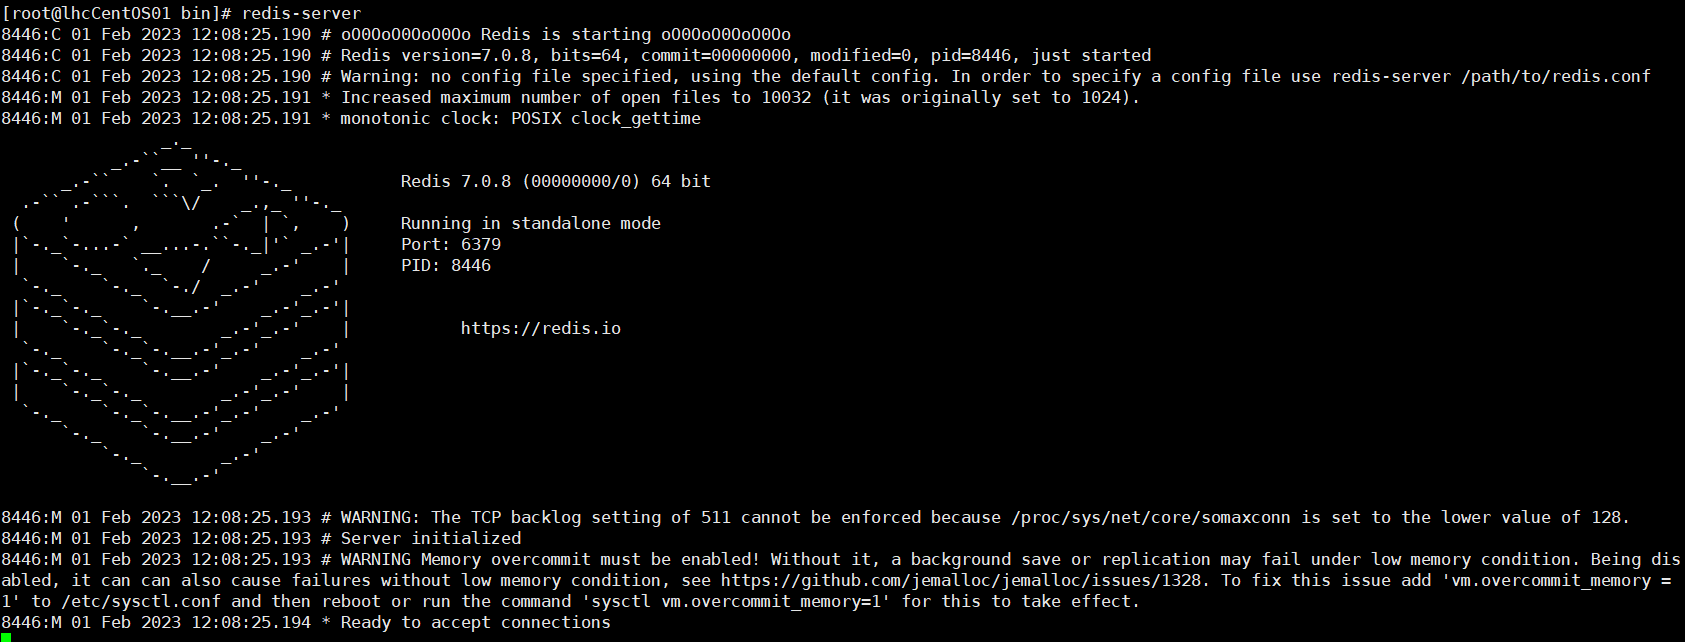 [root@lhcCentOS01 bin]# redis-server
8446:C 01 Feb 2023 12:08:25.190 # oO0OoO0OoO0Oo Redis is starting oO0OoO0OoO0Oo
8446:C 01 Feb 2023 12:08:25.190 # Redis version=7.0.8, bits=64, commit=00000000, modified=0, pid=8446, just started
8446:C 01 Feb 2023 12:08:25.190 # Warning: no config file specified, using the default config. In order to specify a config file use redis-server /path/to/redis.conf
8446:M 01 Feb 2023 12:08:25.191 * Increased maximum number of open files to 10032 (it was originally set to 1024).
8446:M 01 Feb 2023 12:08:25.191 * monotonic clock: POSIX clock_gettime
Redis 7.0.8 (00000000/0) 64 bit
Running in standalone mode
Port: 6379
PID: 8446
https://redis.io
8446:M 01 Feb 2023 12:08:25.193 # WARNING: The TCP backlog setting of 511 cannot be enforced because /proc/sys/net/core/somaxconn is set to the lower value of 128.
8446:M 01 Feb 2023 12:08:25.193 # Server initialized
8446:M 01 Feb 2023 12:08:25.193 # WARNING Memory overcommit must be enabled! Without it, a background save or replication may fail under low memory condition. Being dis
abled, it can can also cause failures without low memory condition, see https://github.com/jemalloc/jemalloc/issues/1328. To fix this issue add 'vm.overcommit_memory =
1' to /etc/sysctl.conf and then reboot or run the command 'sysctl vm.overcommit_memory=1' for this to take effect.
8446:M 01 Feb 2023 12:08:25.194 * Ready to accept connections